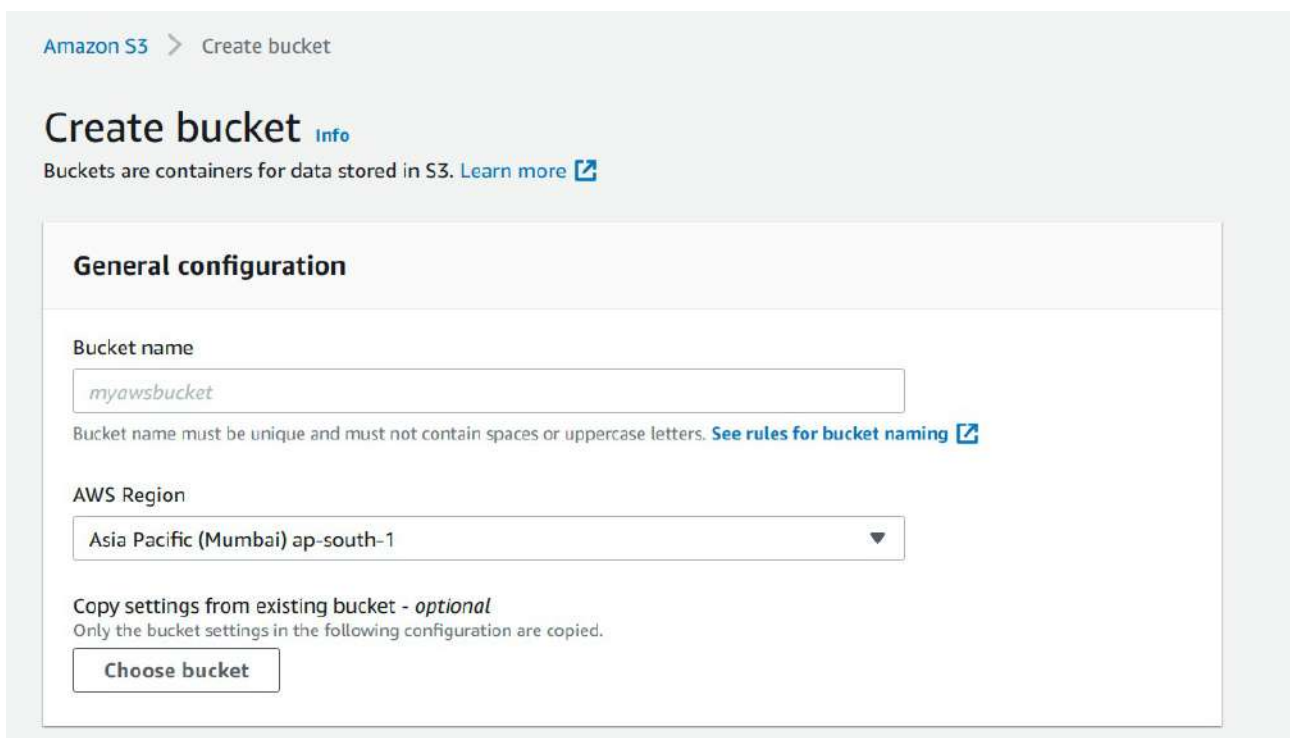 Amazon S3 > Create bucket
Create bucket Info
Buckets are containers for data stored in S3. Learn more
General configuration
Bucket name
myawsbucket
Bucket name must be unique and must not contain spaces or uppercase letters. See rules for bucket naming
AWS Region
Asia Pacific (Mumbai) ap-south-1
Copy settings from existing bucket - optional
Only the bucket settings in the following configuration are copied.
Choose bucket